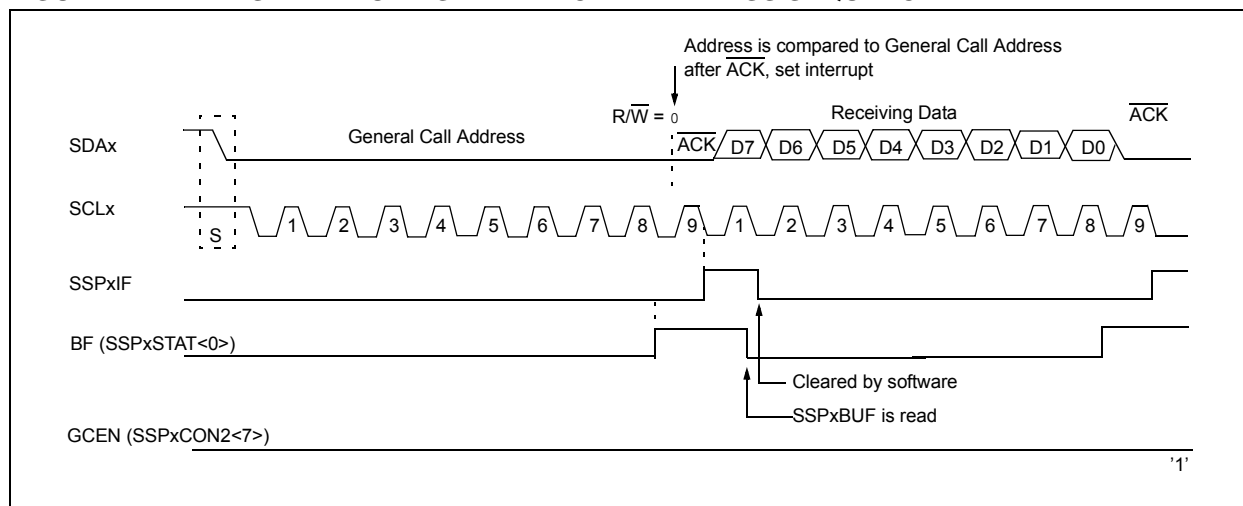 Address is compared to General Call Address
after ACK, set interrupt
R/W = 0
General Call Address
Receiving Data
ACK
SDAx
ACK
D7 D6 D5 D4 D3 D2 D1 D0
SCLx
S
1 2 3 4 5 6 7 8 9 1 2 3 4 5 6 7 8 9
SSPxIF
BF (SSPxSTAT<0>)
Cleared by software
SSPxBUF is read
GCEN (SSPxCON2<7>)
'1'